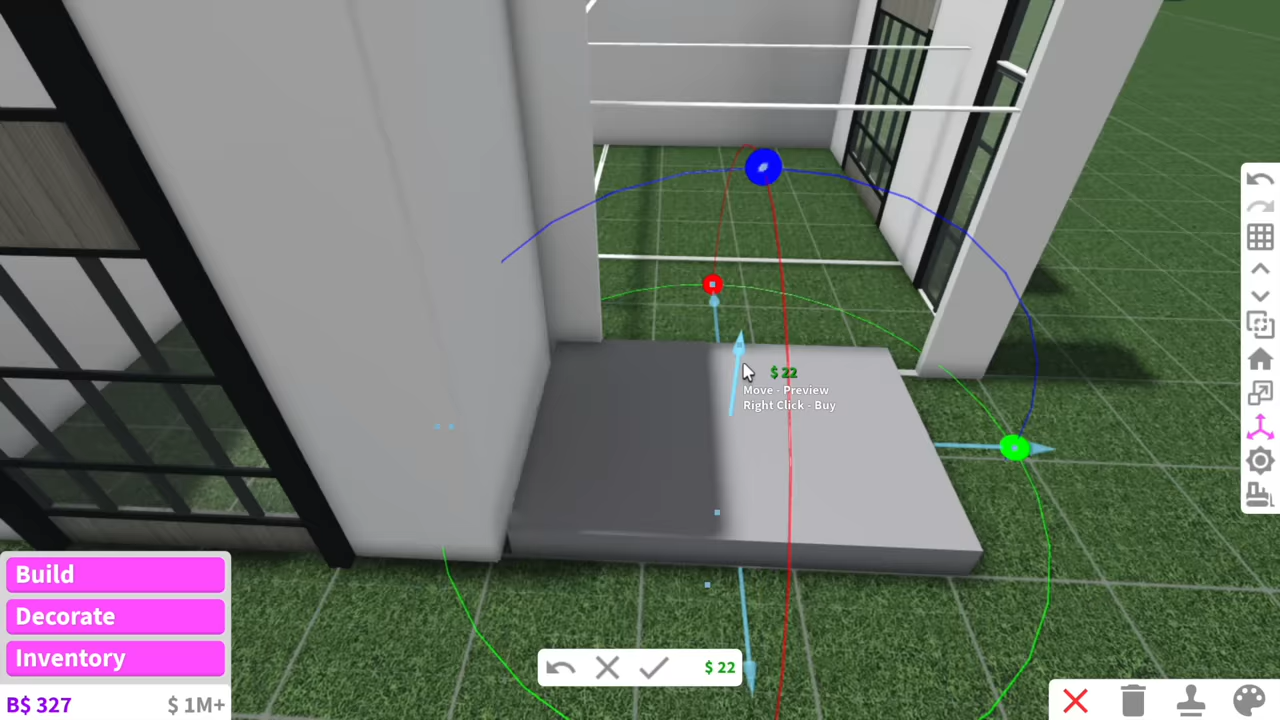 $ 22
Move - Preview
Right Click - Buy
Build
Decorate
Inventory
B$ 327
$ 1M+
$ 22